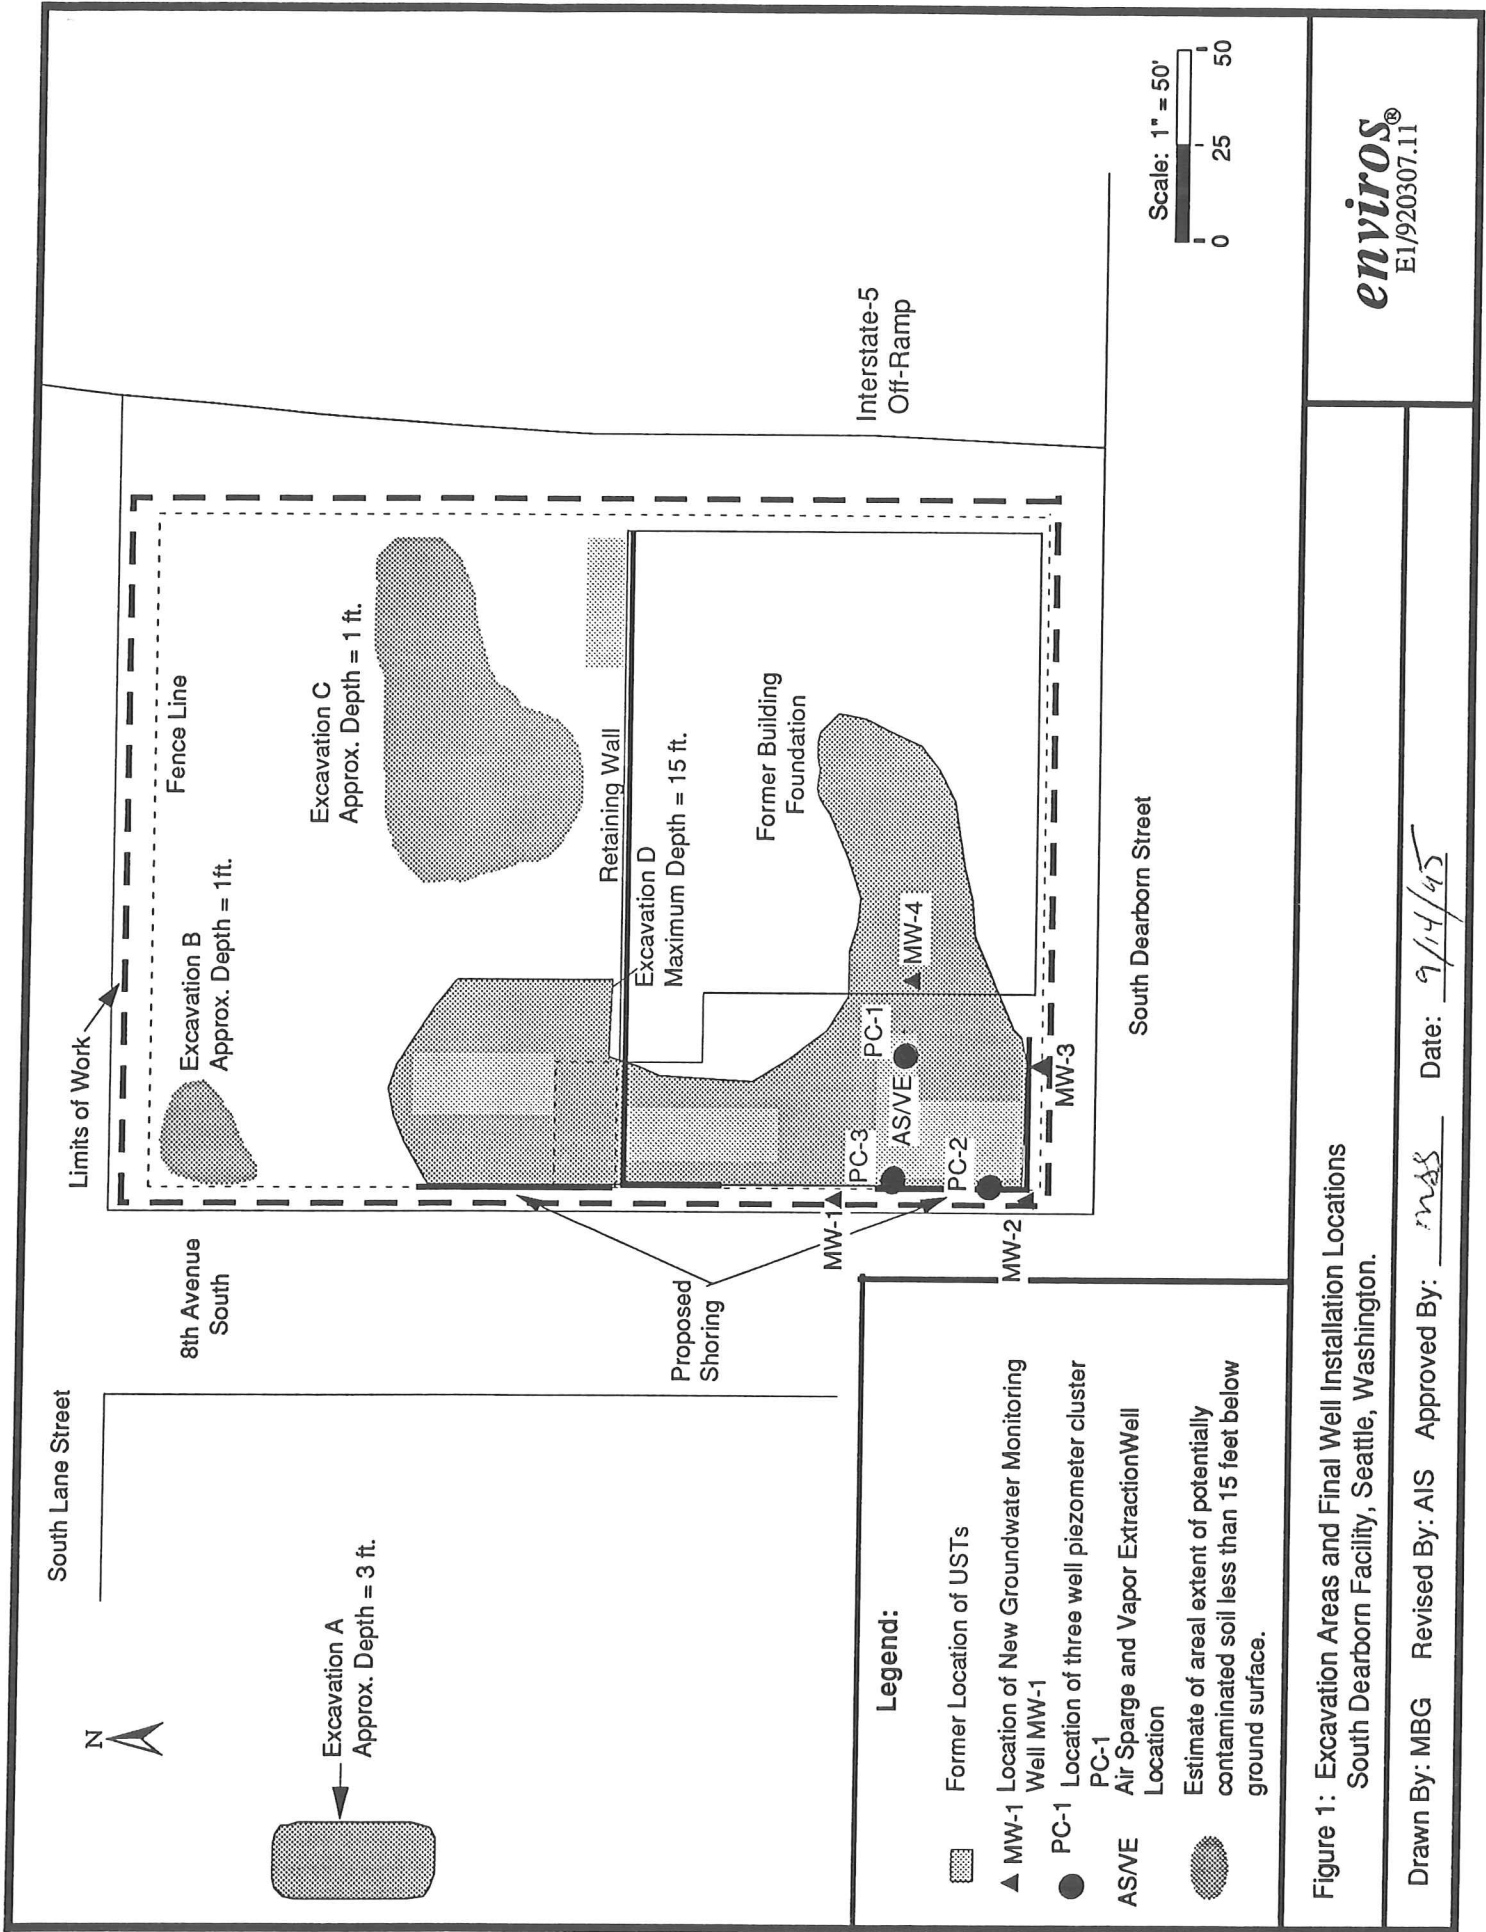 South Lane Street
N
Excavation A
Approx. Depth = 3 ft.
8th Avenue
South
Limits of Work
Excavation B
Approx. Depth = 1ft.
Fence Line
Excavation C
Approx. Depth = 1 ft.
Retaining Wall
Excavation D
Maximum Depth = 15 ft.
Former Building
Foundation
Interstate-5
Off-Ramp
Proposed
Shoring
MW-1
PC-3
AS/VE
PC-1
MW-4
PC-2
MW-2
MW-3
South Dearborn Street
Scale: 1" = 50'
0 25 50
Legend:
Former Location of USTs
MW-1 Location of New Groundwater Monitoring
Well MW-1
PC-1 Location of three well piezometer cluster
PC-1
AS/VE Air Sparge and Vapor ExtractionWell
Location
Estimate of areal extent of potentially
contaminated soil less than 15 feet below
ground surface.
Figure 1: Excavation Areas and Final Well Installation Locations
South Dearborn Facility, Seattle, Washington.
Drawn By: MBG Revised By: AIS Approved By: mss Date: 9/14/95
enviros®
E1/920307.11